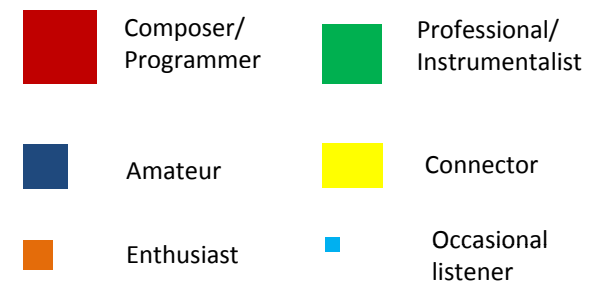 Composer/
Programmer
Professional/
Instrumentalist
Amateur
Connector
Enthusiast
Occasional
listener